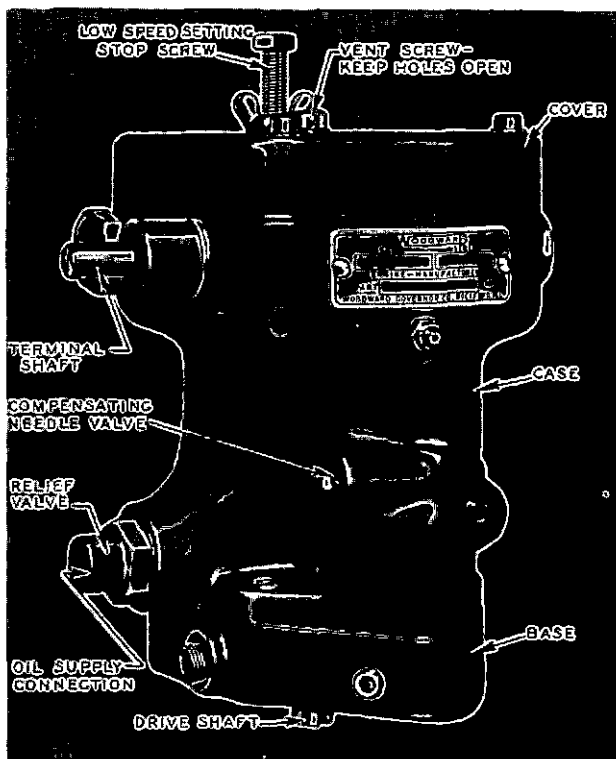 LOW SPEED SETTING
STOP SCREW
VENT SCREW-
KEEP HOLES OPEN
COVER
WOODWARD
TERMINAL
SHAFT
CASE
COMPENSATING
NEEDLE VALVE
RELIEF
VALVE
BASE
OIL SUPPLY
CONNECTION
DRIVE SHAFT